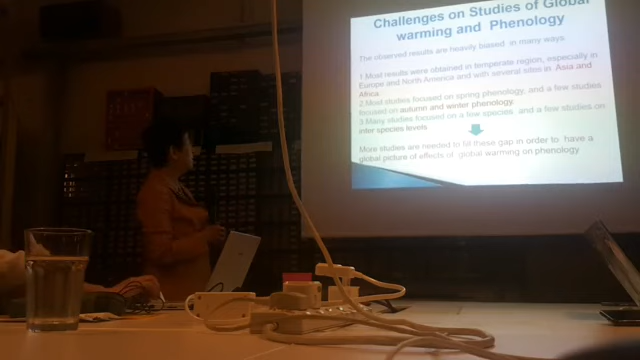 Challenges on Studies of Global
warming and Phenology
The observed results are heavily biased in many ways.
1.Most results were obtained in temperate region, especially in
Europe and North America and with several sites in Asia and
Africa
2.Most studies focused on spring phenology, and a few studies
focused on autumn and winter phenology.
3.Many studies focused on a few species and a few studies on
inter species levels
More studies are needed to fill these gap in order to have a
global picture of effects of global warming on phenology